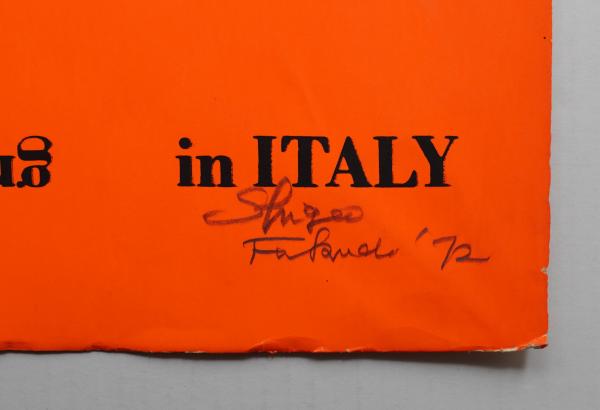 in ITALY
Shigeo
Fukuda '72